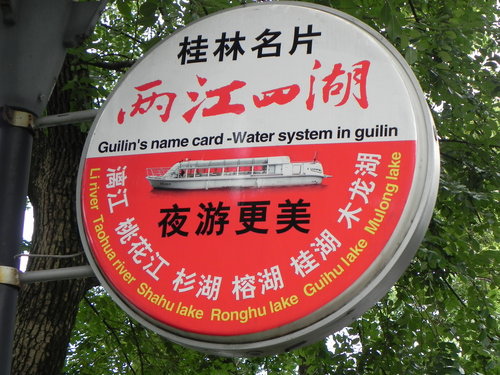 桂林名片
两江四湖
Guilin's name card -Water system in guilin
夜游更美
漓江 桃花江 杉湖 榕湖 桂湖 木龙湖
Li river Taohua river Shahu lake Ronghu lake Guihu lake Mulong lake